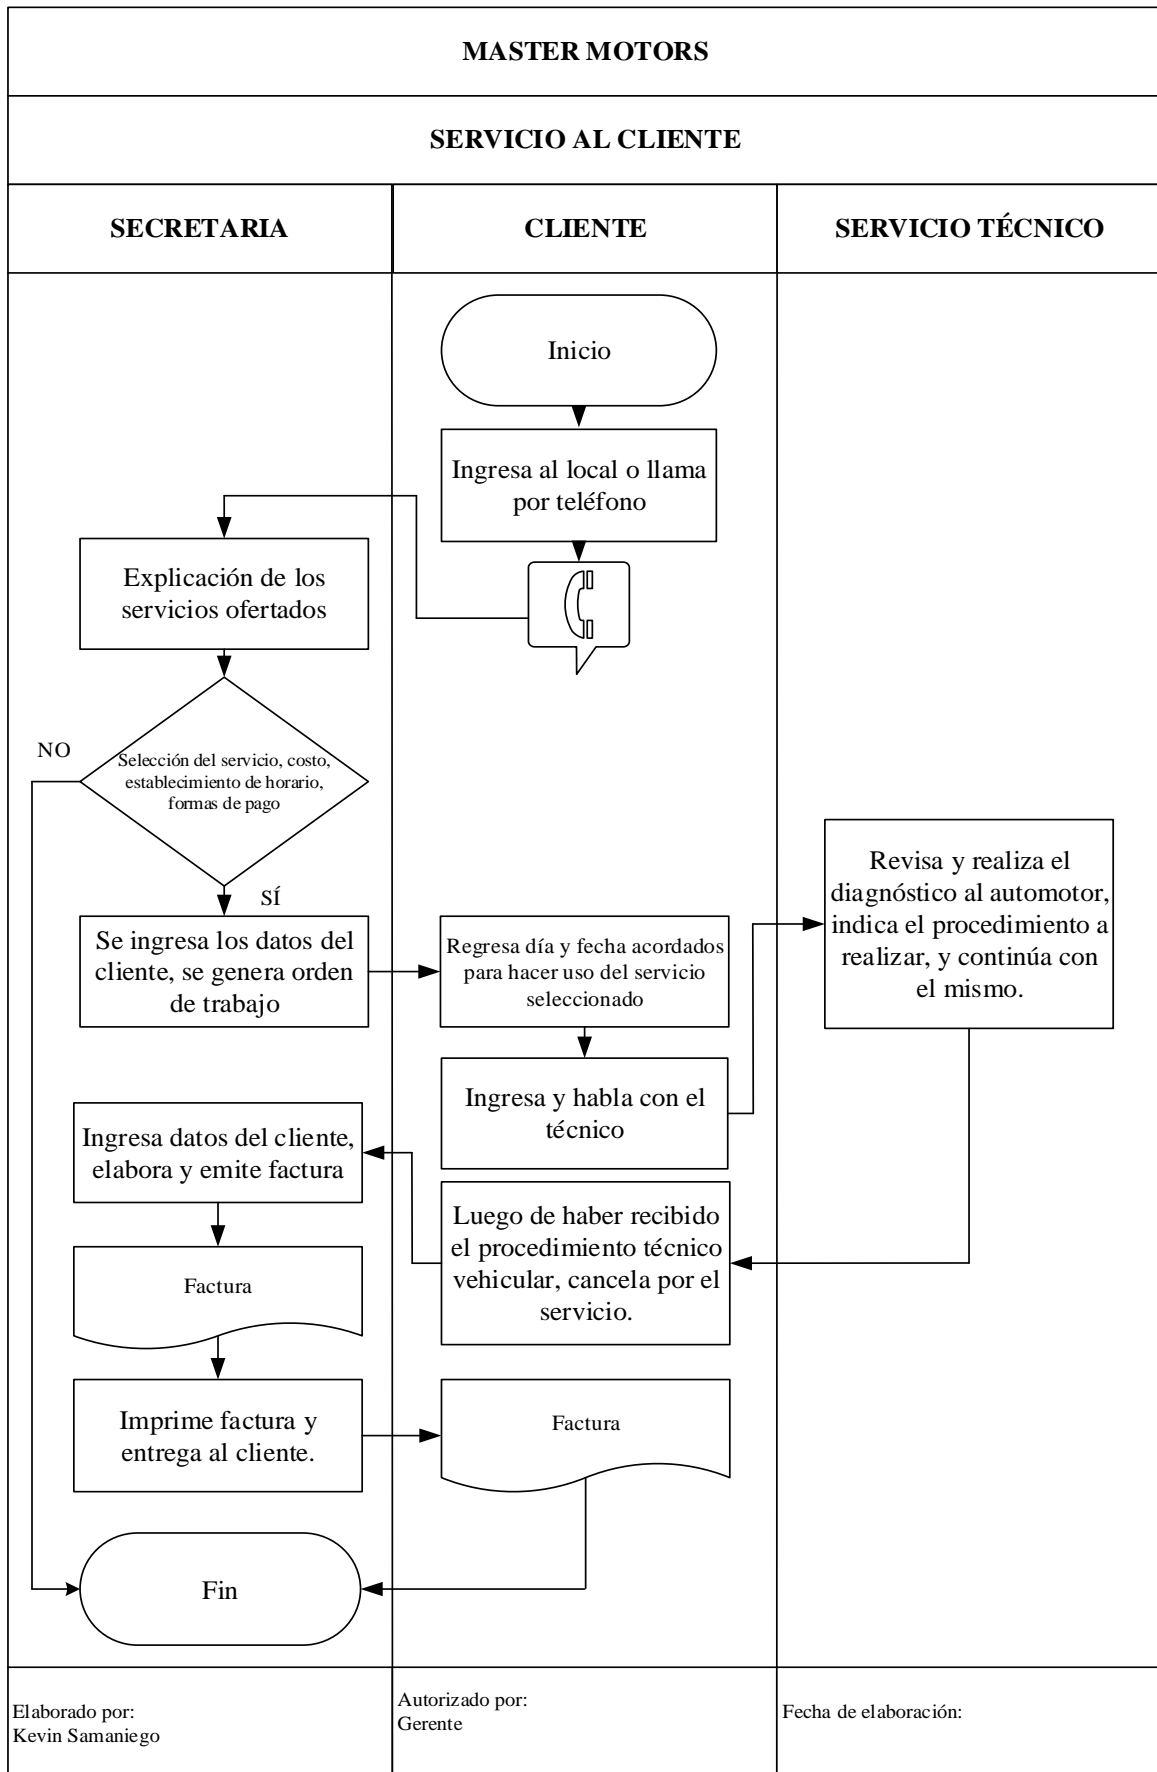 MASTER MOTORS
SERVICIO AL CLIENTE
SECRETARIA
CLIENTE
SERVICIO TÉCNICO
Inicio
Ingresa al local o llama
por teléfono
Explicación de los
servicios ofertados
NO
Selección del servicio, costo,
establecimiento de horario,
formas de pago
SÍ
Se ingresa los datos del
cliente, se genera orden
de trabajo
Regresa día y fecha acordados
para hacer uso del servicio
seleccionado
Ingresa y habla con el
técnico
Revisa y realiza el
diagnóstico al automotor,
indica el procedimiento a
realizar, y continúa con
el mismo.
Luego de haber recibido
el procedimiento técnico
vehicular, cancela por el
servicio.
Ingresa datos del cliente,
elabora y emite factura
Factura
Imprime factura y
entrega al cliente.
Factura
Fin
Elaborado por:
Kevin Samaniego
Autorizado por:
Gerente
Fecha de elaboración: